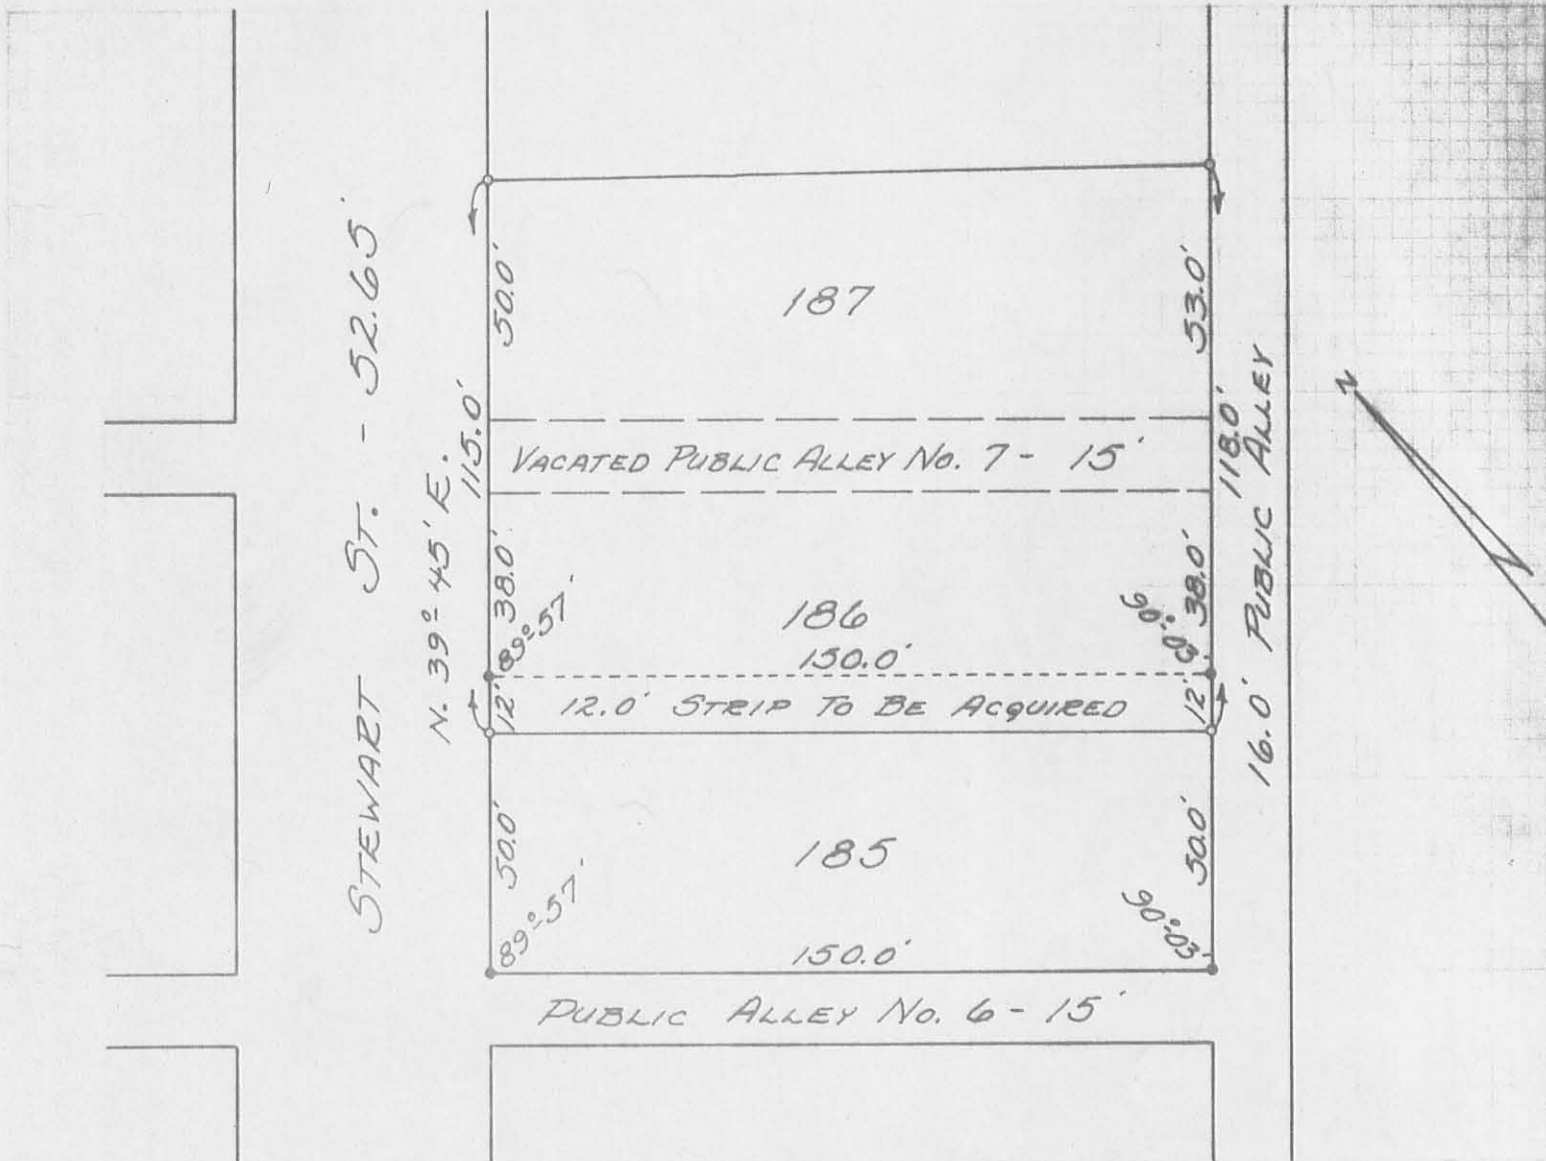 STEWART ST. - 52.65'
N. 39° 45' E.
115.0'
50.0'
187
53.0'
VACATED PUBLIC ALLEY No. 7 - 15'
118.0'
16.0' PUBLIC ALLEY
N
38.0'
89°-57'
186
150.0'
90°-03'
38.0'
12'
12.0' STRIP TO BE ACQUIRED
12'
50.0'
185
50.0'
89°-57'
150.0'
90°-03'
PUBLIC ALLEY No. 6 - 15'